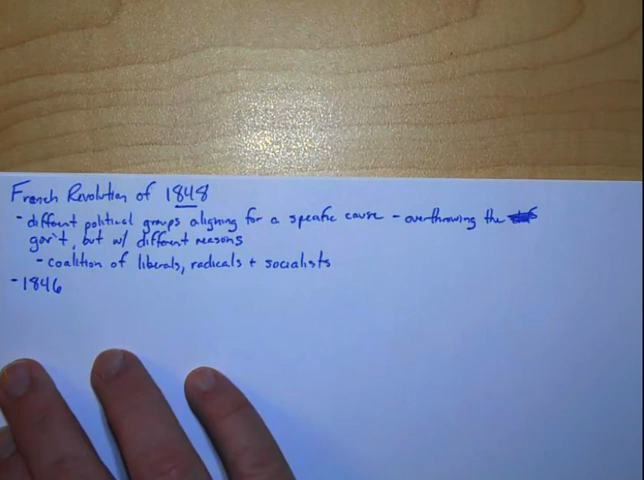 French Revolution of 1848
- different political groups aligning for a specific cause - overthrowing the
gov't, but w/ different reasons
- coalition of liberals, radicals + socialists
- 1846